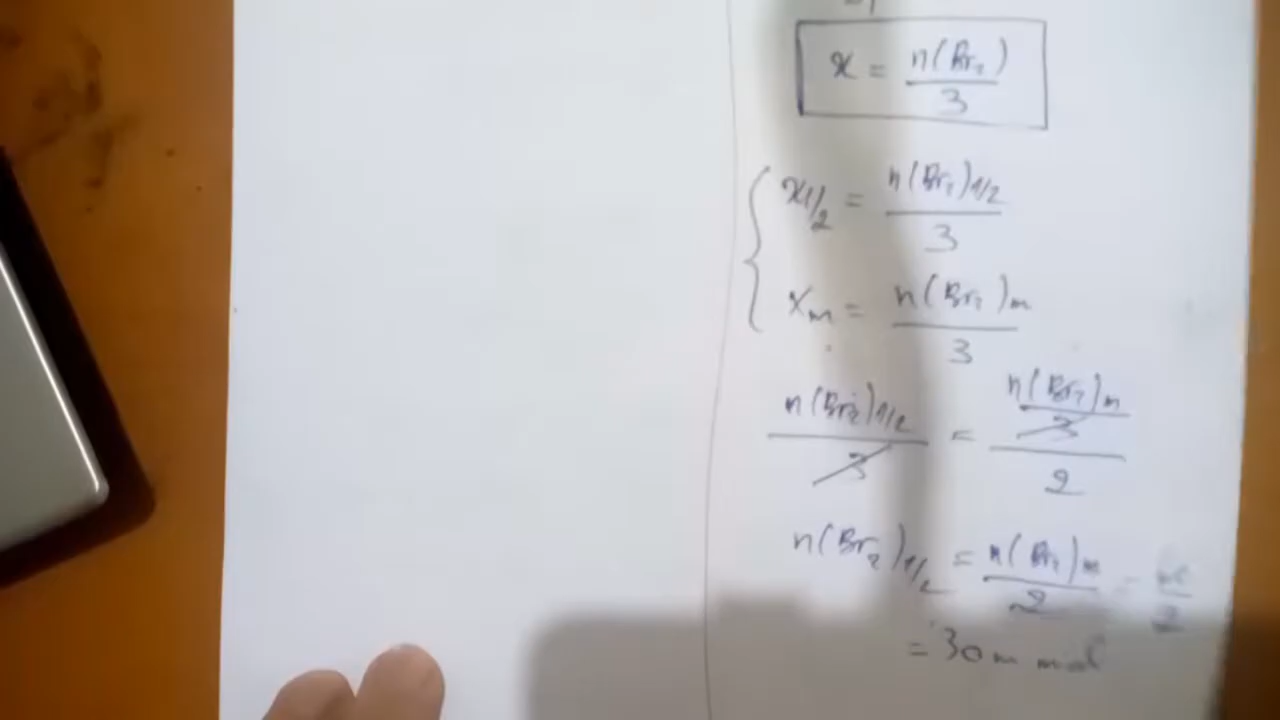 x = n(Br₂) / 3
x1/2 = n(Br₂)1/2 / 3
xm = n(Br₂)m / 3
n(Br₂)1/2 / 3 = n(Br₂)m / 3 / 2
n(Br₂)1/2 = n(Br₂)m / 2 =
= 30 m mol